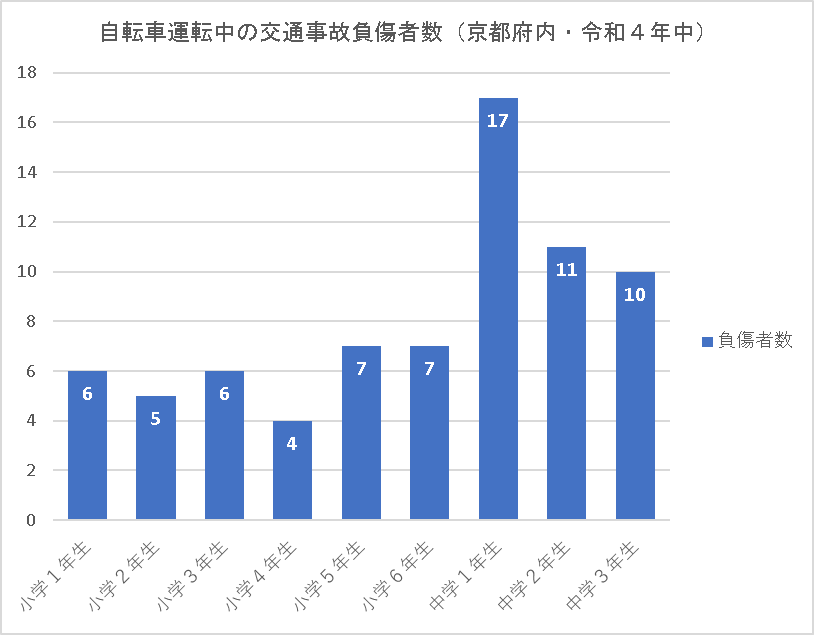 自転車運転中の交通事故負傷者数（京都府内・令和４年中）
18
16
14
12
10
8
6
4
2
0
6
5
6
4
7
7
17
11
10
小学１年生
小学２年生
小学３年生
小学４年生
小学５年生
小学６年生
中学１年生
中学２年生
中学３年生
負傷者数